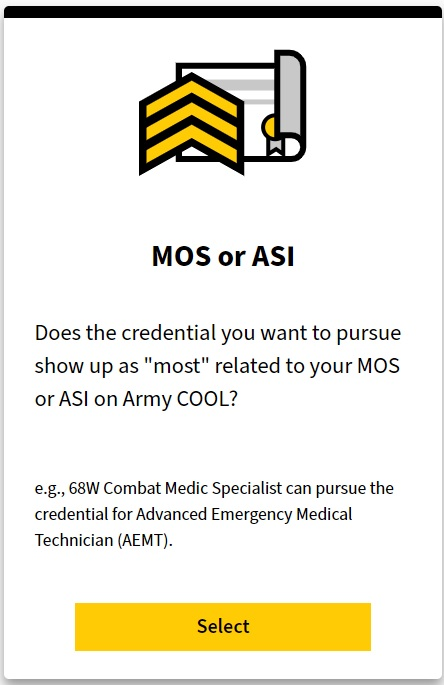 MOS or ASI
Does the credential you want to pursue
show up as "most" related to your MOS
or ASI on Army COOL?
e.g., 68W Combat Medic Specialist can pursue the
credential for Advanced Emergency Medical
Technician (AEMT).
Select